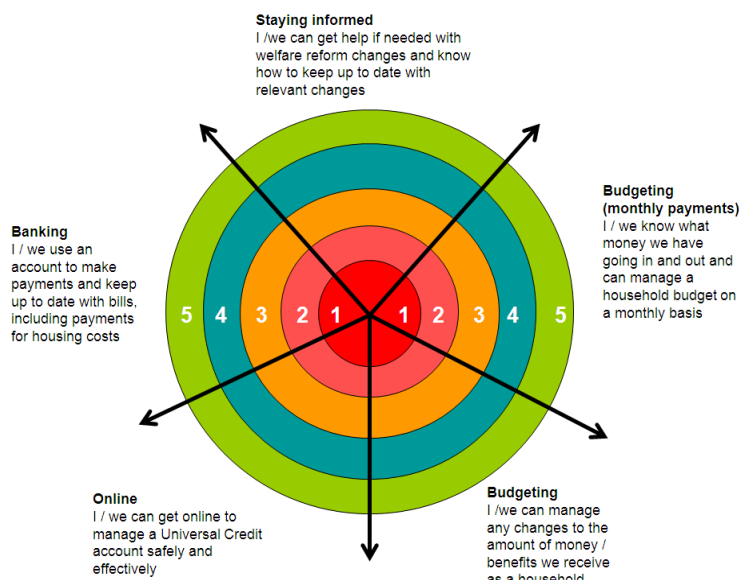 Staying informed
I /we can get help if needed with
welfare reform changes and know
how to keep up to date with
relevant changes
Budgeting
(monthly payments)
I / we know what
money we have
going in and out and
can manage a
household budget on
a monthly basis
Banking
I / we use an
account to make
payments and keep
up to date with bills,
including payments
for housing costs
5 4 3 2 1 1 2 3 4 5
Online
I / we can get online to
manage a Universal Credit
account safely and
effectively
Budgeting
I /we can manage
any changes to the
amount of money /
benefits we receive
as a household